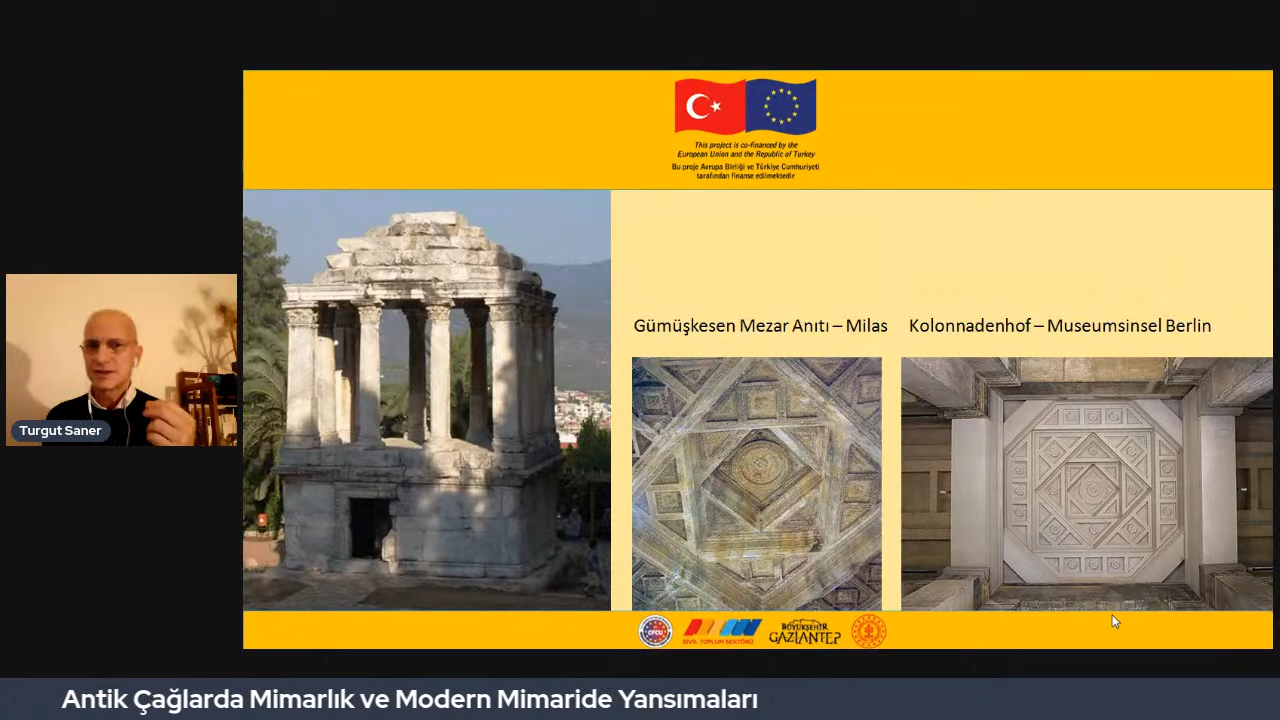 This project is co-financed by the
European Union and the Republic of Turkey
Bu proje Avrupa Birliği ve Türkiye Cumhuriyeti
tarafından finanse edilmektedir
Gümüşkesen Mezar Anıtı – Milas
Kolonnadenhof – Museumsinsel Berlin
Turgut Saner
CFCU
SİVİL TOPLUM SEKTÖRÜ
BÜYÜKŞEHİR
GAZİANTEP
Antik Çağlarda Mimarlık ve Modern Mimaride Yansımaları